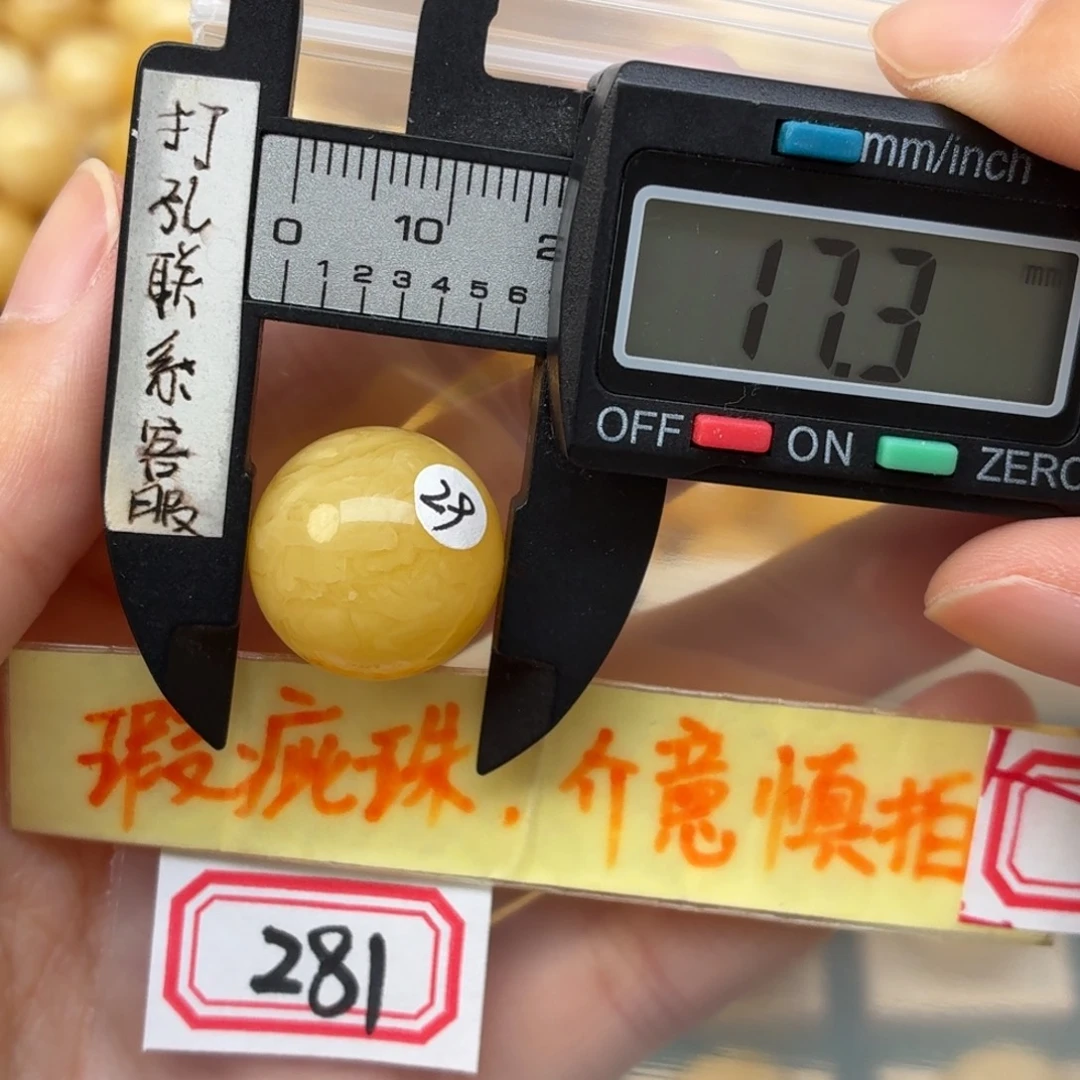 打孔联系客服
mm/inch
0 10 2
1 2 3 4 5 6
17.3 mm
OFF ON ZERO
29
瑕疵珠.介意慎拍
281